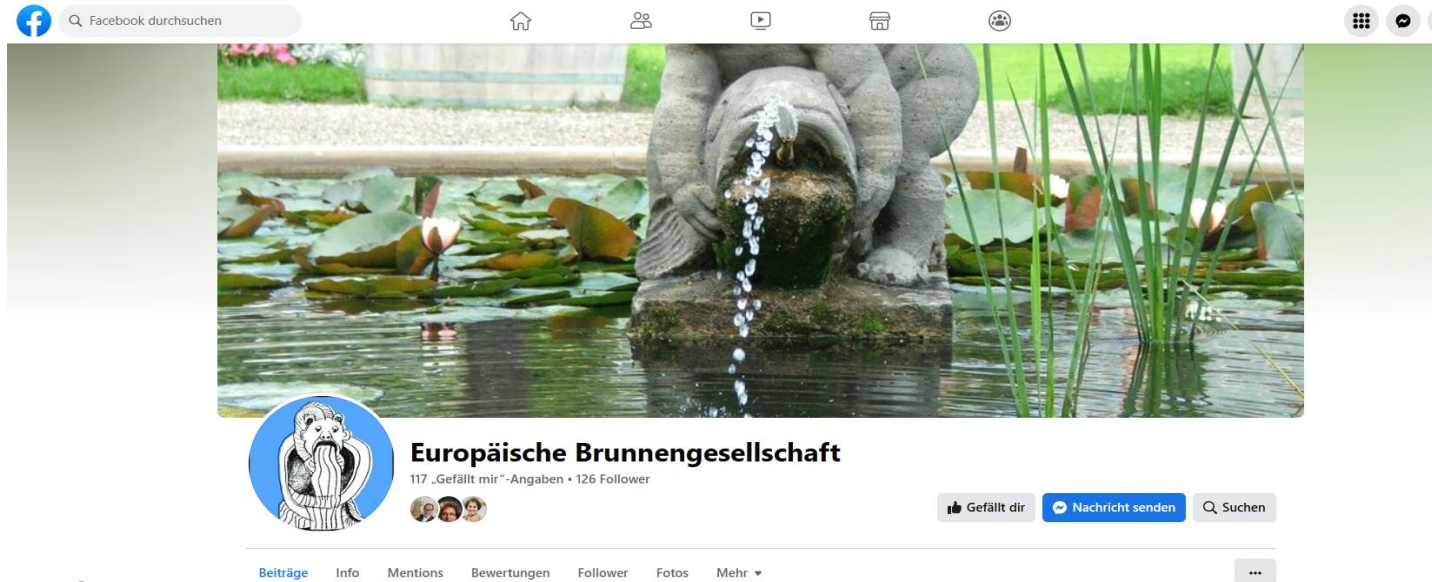 Facebook durchsuchen
Europäische Brunnengesellschaft
117 „Gefällt mir“-Angaben • 126 Follower
Gefällt dir
Nachricht senden
Suchen
Beiträge Info Mentions Bewertungen Follower Fotos Mehr